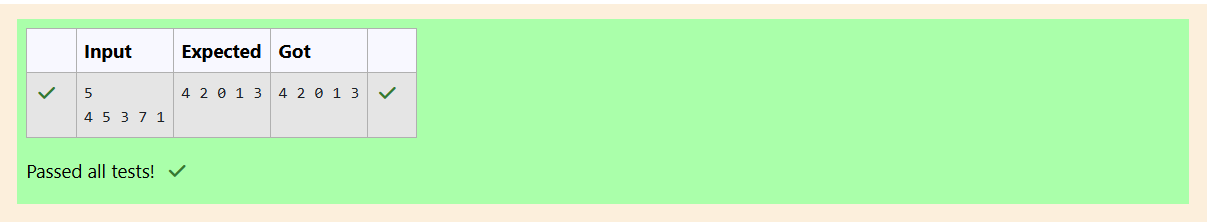 Input Expected Got
5 4 2 0 1 3 4 2 0 1 3
4 5 3 7 1
Passed all tests!